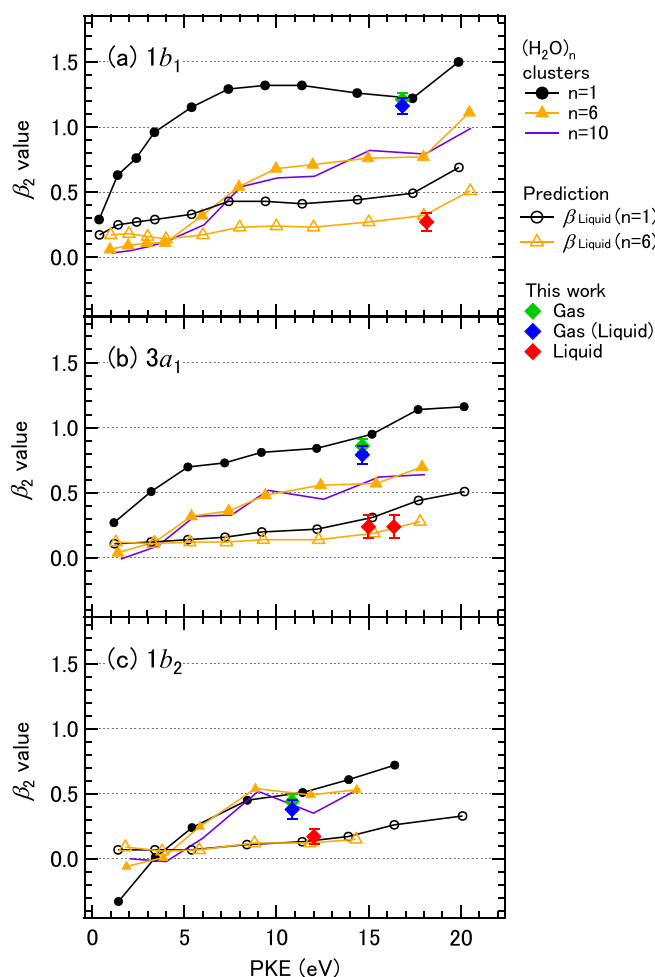 (a) 1b₁
1.5
1.0
0.5
0.0
β₂ value
(b) 3a₁
1.5
1.0
0.5
0.0
β₂ value
(c) 1b₂
1.5
1.0
0.5
0.0
β₂ value
0 5 10 15 20
PKE (eV)
(H₂O)ₙ
clusters
n=1
n=6
n=10
Prediction
β Liquid (n=1)
β Liquid (n=6)
This work
Gas
Gas (Liquid)
Liquid